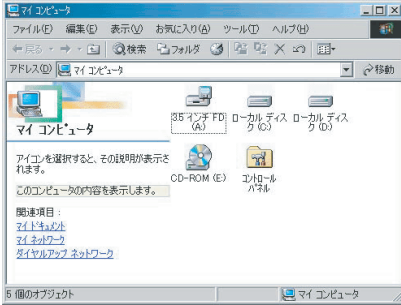 マイ コンピュータ
ファイル(F) 編集(E) 表示(V) お気に入り(A) ツール(T) ヘルプ(H)
戻る 検索 フォルダ
アドレス(D) マイ コンピュータ 移動
マイ コンピュータ
アイコンを選択すると、その説明が表示さ
れます。
このコンピュータの内容を表示します。
関連項目:
マイ ドキュメント
マイ ネットワーク
ダイヤルアップ ネットワーク
3.5 インチ FD
(A:)
ローカル ディス
ク (C:)
ローカル ディス
ク (D:)
CD-ROM (E:)
コントロール
パネル
5 個のオブジェクト マイ コンピュータ